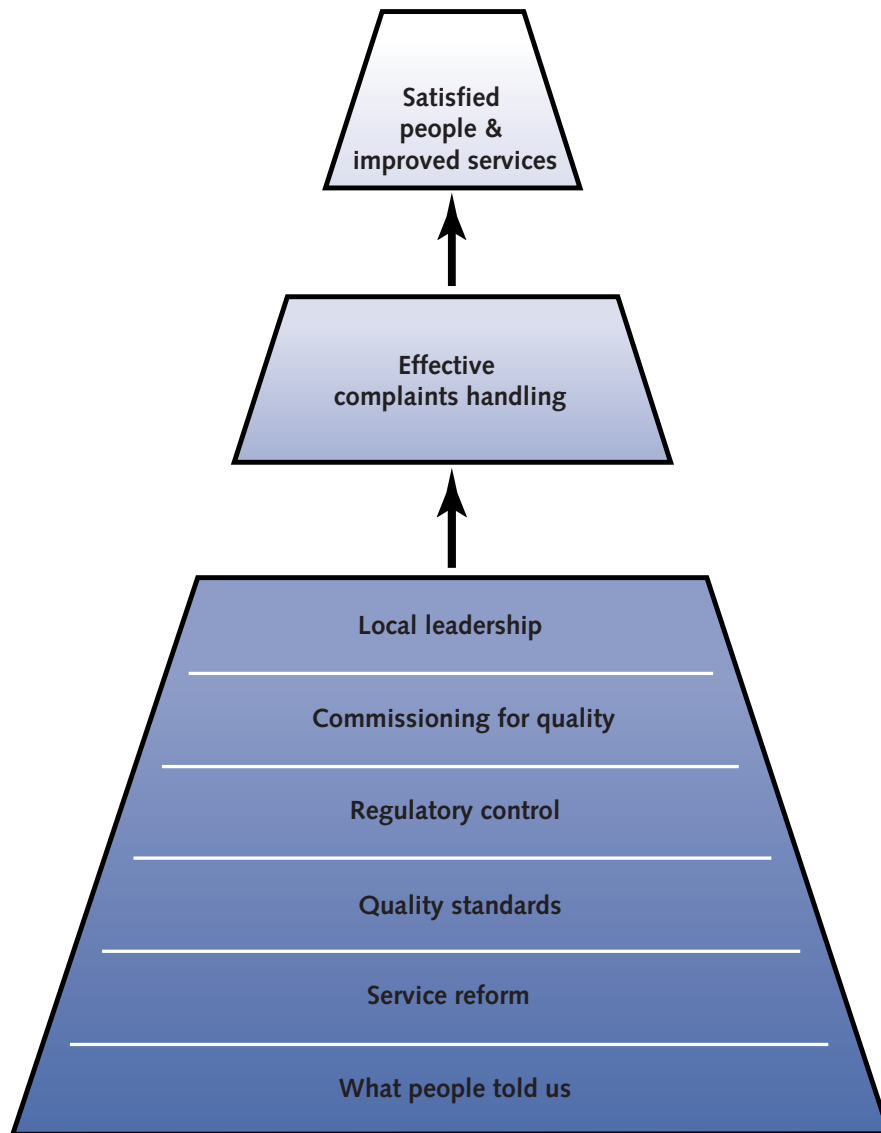 Satisfied
people &
improved services
Effective
complaints handling
Local leadership
Commissioning for quality
Regulatory control
Quality standards
Service reform
What people told us